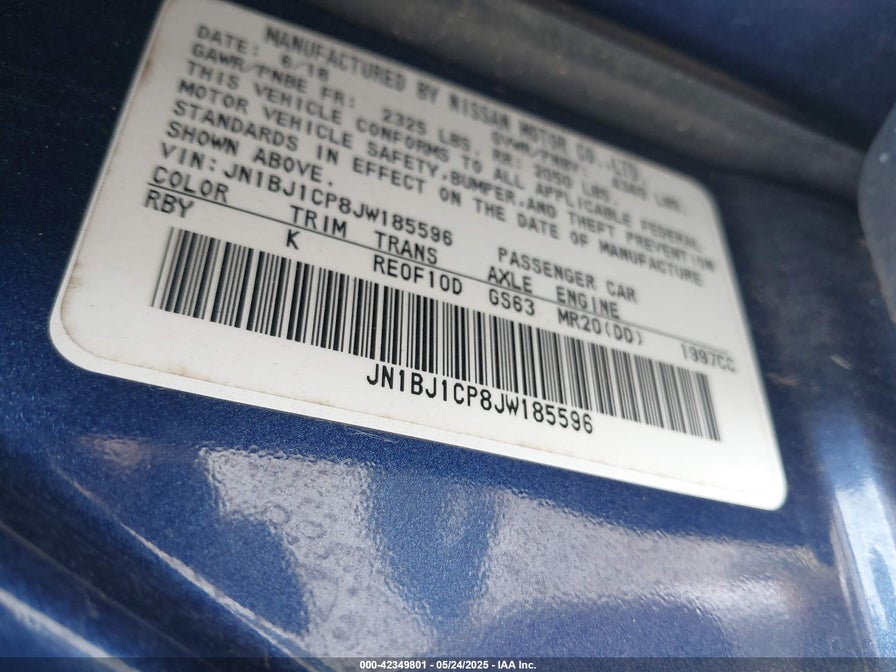 MANUFACTURED BY NISSAN MOTOR CO.,LTD.
DATE: 6/18 GVWR/PNBV: 4380 LBS.
GAWR/PNBE FR: 2325 LBS. RR: 2050 LBS.
THIS VEHICLE CONFORMS TO ALL APPLICABLE FEDERAL
MOTOR VEHICLE SAFETY,BUMPER,AND THEFT PREVENTION
STANDARDS IN EFFECT ON THE DATE OF MANUFACTURE
SHOWN ABOVE.
VIN:JN1BJ1CP8JW185596 PASSENGER CAR
COLOR TRIM TRANS AXLE ENGINE
RBY K RE0F10D GS63 MR20(DD) 1997CC
JN1BJ1CP8JW185596
000-42349801 - 05/24/2025 - IAA Inc.